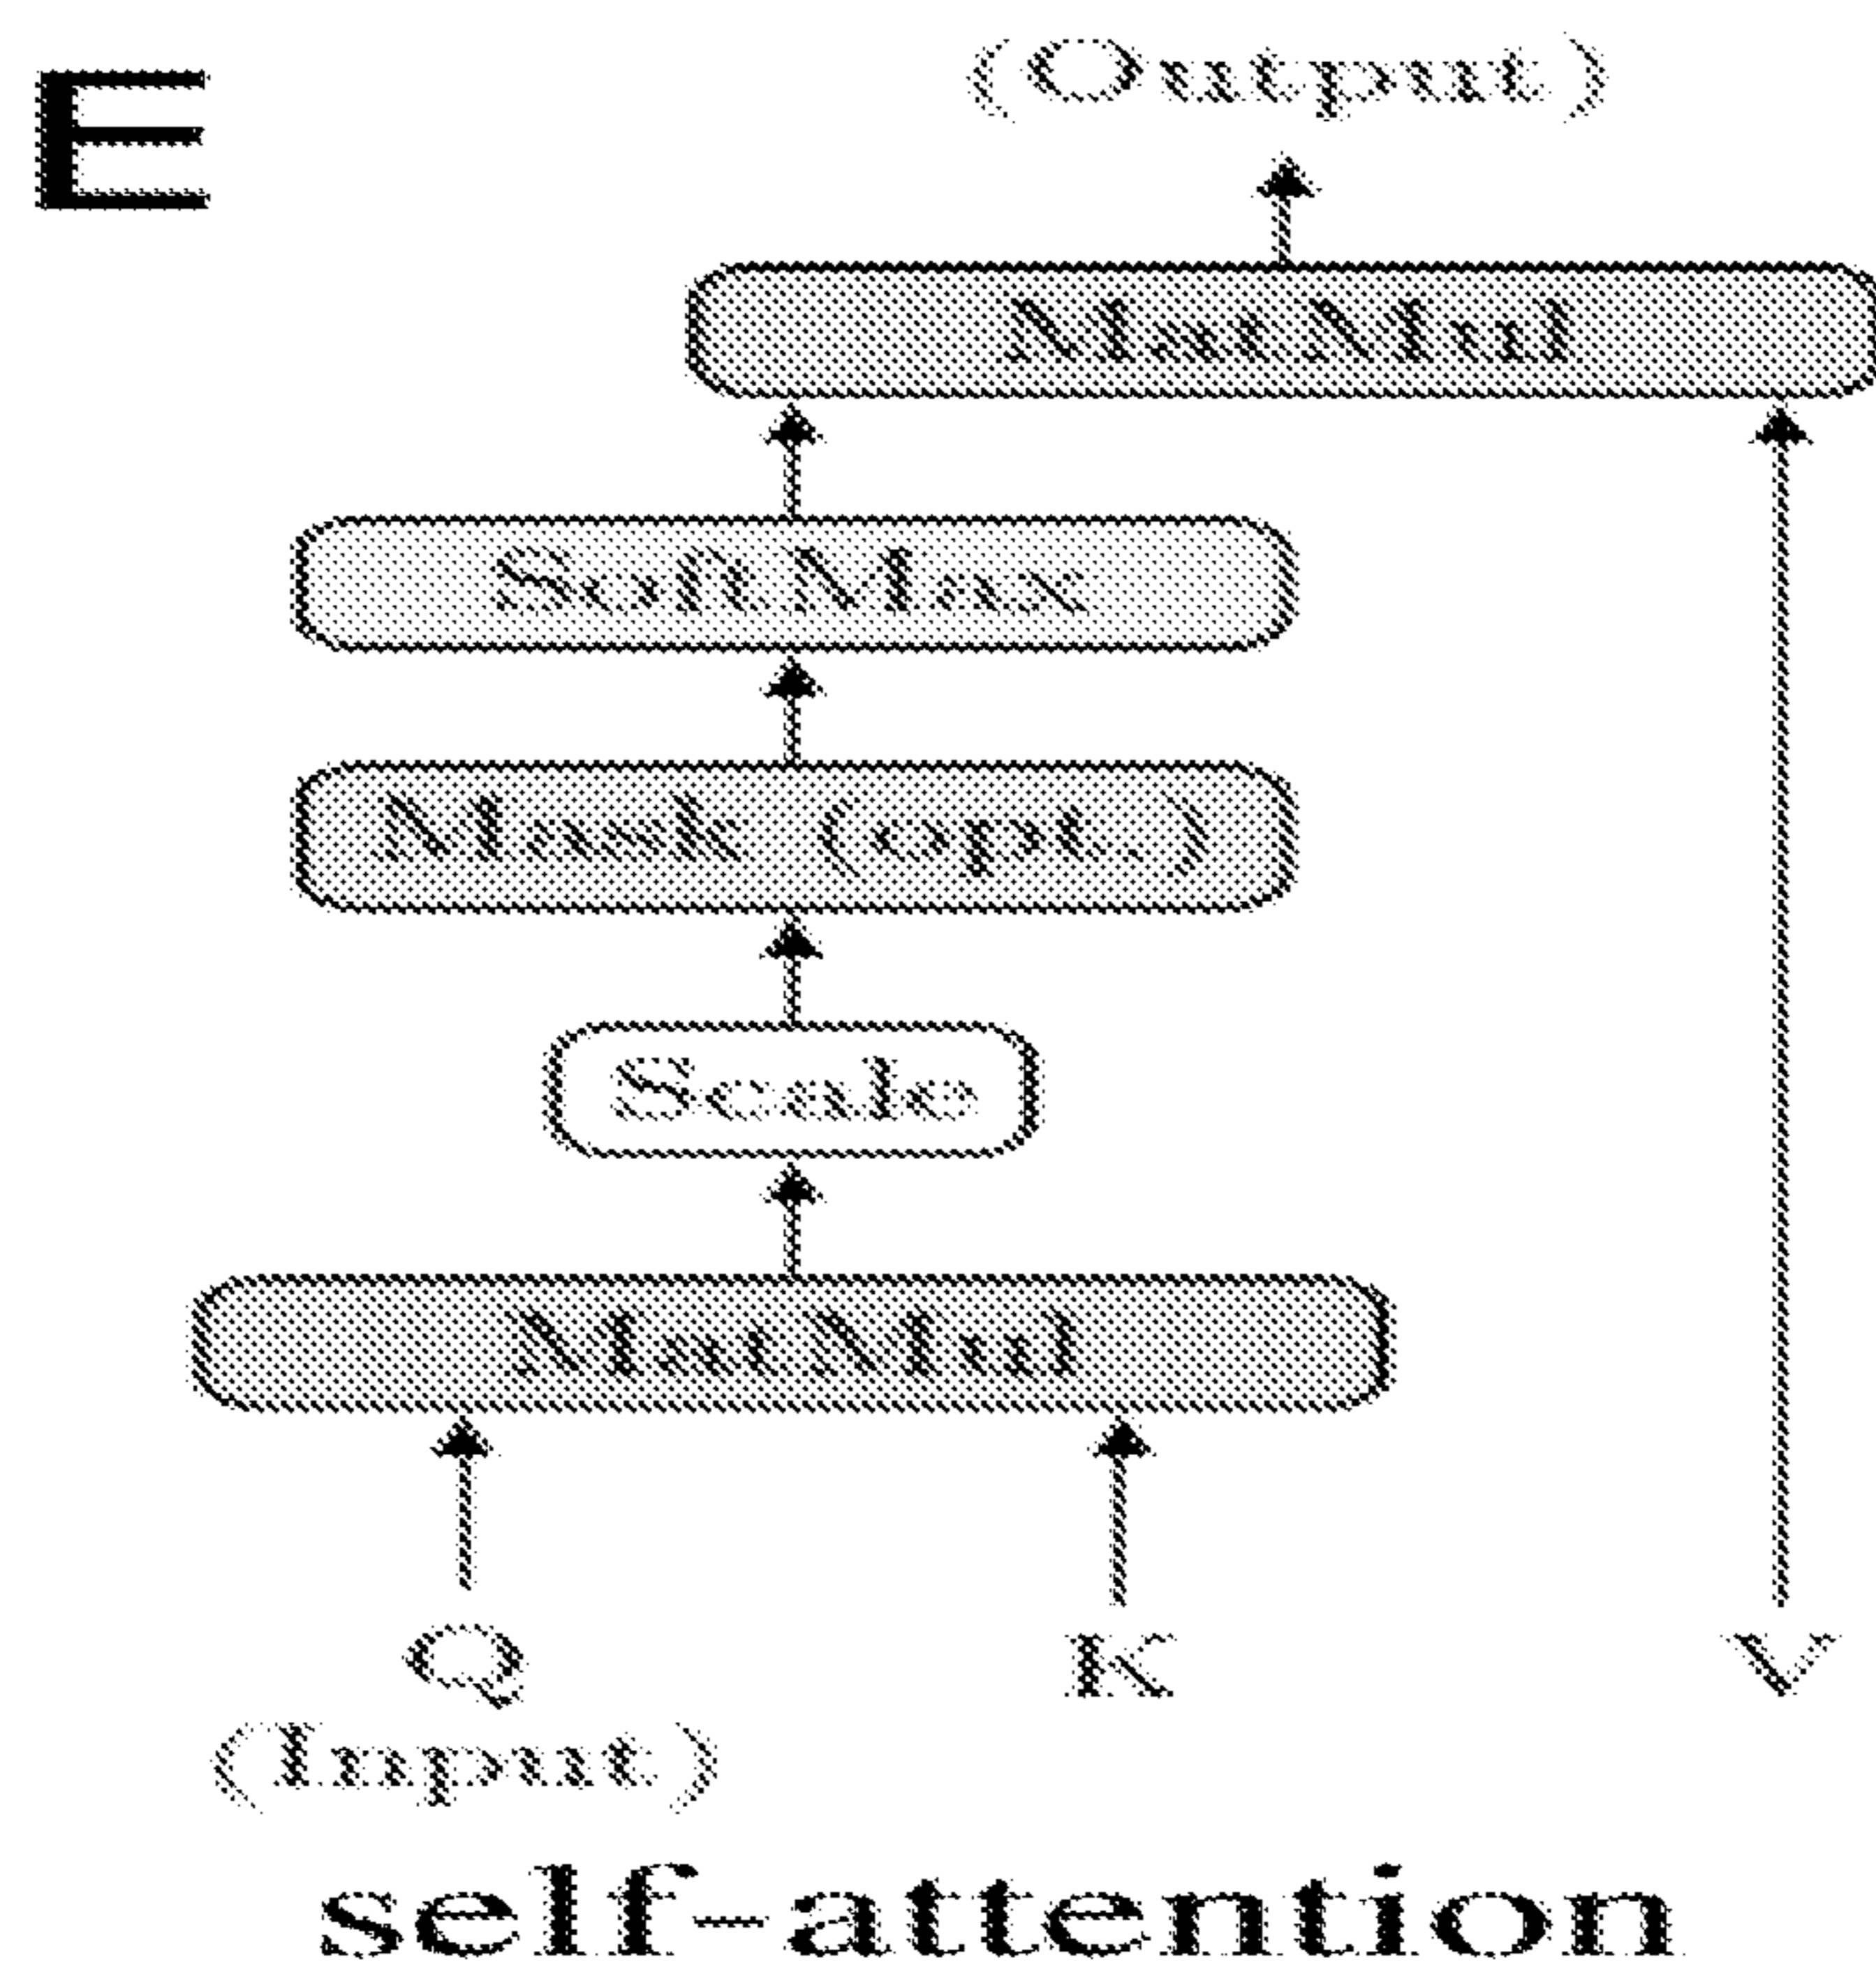 E
(Output)
MatMul
SoftMax
Mask (opt.)
Scale
MatMul
Q
K
V
(Input)
self-attention